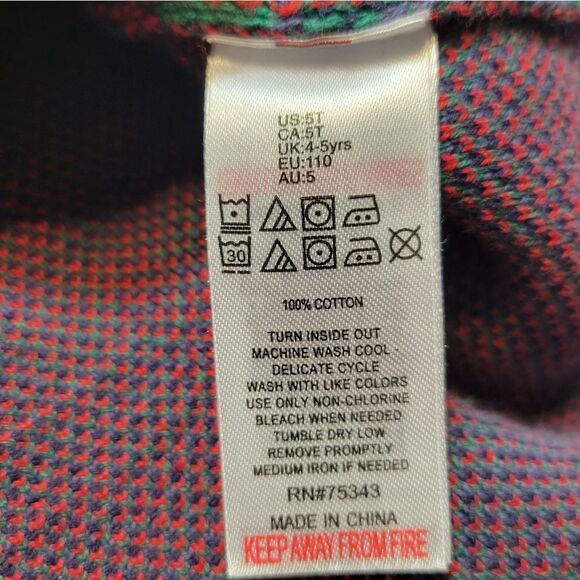 US:5T
CA:5T
UK:4-5yrs
EU:110
AU:5
30
100% COTTON
TURN INSIDE OUT
MACHINE WASH COOL -
DELICATE CYCLE
WASH WITH LIKE COLORS
USE ONLY NON-CHLORINE
BLEACH WHEN NEEDED
TUMBLE DRY LOW
REMOVE PROMPTLY
MEDIUM IRON IF NEEDED
RN#75343
MADE IN CHINA
KEEP AWAY FROM FIRE